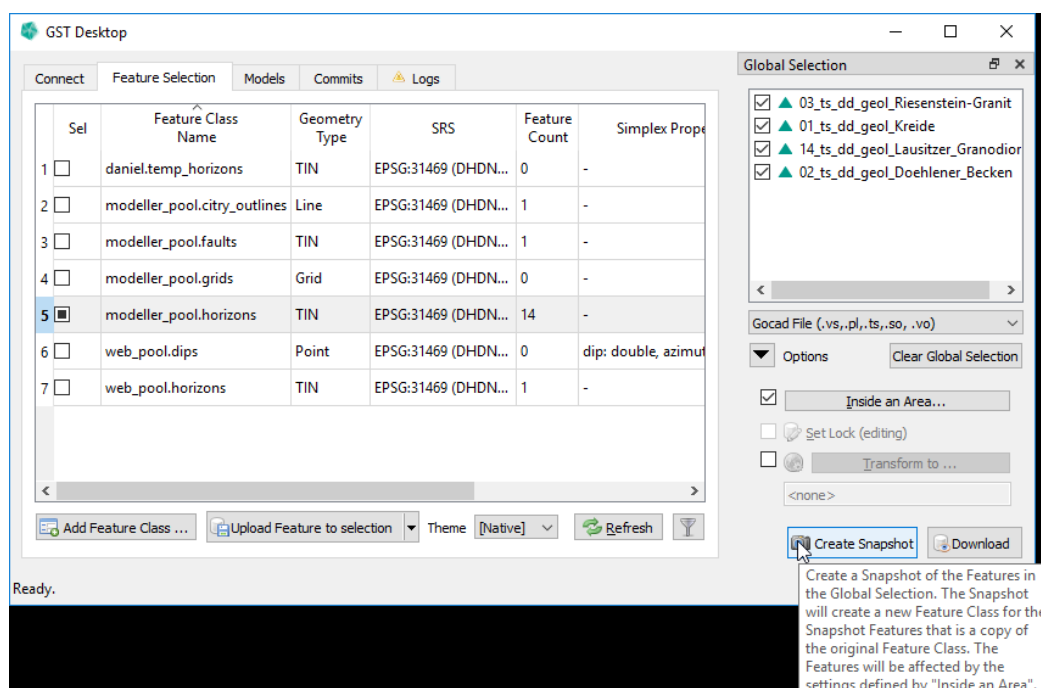 GST Desktop
Connect Feature Selection Models Commits Logs
Sel Feature Class Name Geometry Type SRS Feature Count Simplex Prope
1 daniel.temp_horizons TIN EPSG:31469 (DHDN... 0 -
2 modeller_pool.citry_outlines Line EPSG:31469 (DHDN... 1 -
3 modeller_pool.faults TIN EPSG:31469 (DHDN... 1 -
4 modeller_pool.grids Grid EPSG:31469 (DHDN... 0 -
5 modeller_pool.horizons TIN EPSG:31469 (DHDN... 14 -
6 web_pool.dips Point EPSG:31469 (DHDN... 0 dip: double, azimut
7 web_pool.horizons TIN EPSG:31469 (DHDN... 1 -
Add Feature Class ... Upload Feature to selection Theme [Native] Refresh
Ready.
Global Selection
03_ts_dd_geol_Riesenstein-Granit
01_ts_dd_geol_Kreide
14_ts_dd_geol_Lausitzer_Granodior
02_ts_dd_geol_Doehlener_Becken
Gocad File (.vs,.pl,.ts,.so, .vo)
Options Clear Global Selection
Inside an Area...
Set Lock (editing)
Transform to ...
<none>
Create Snapshot Download
Create a Snapshot of the Features in
the Global Selection. The Snapshot
will create a new Feature Class for the
Snapshot Features that is a copy of
the original Feature Class. The
Features will be affected by the
settings defined by "Inside an Area".